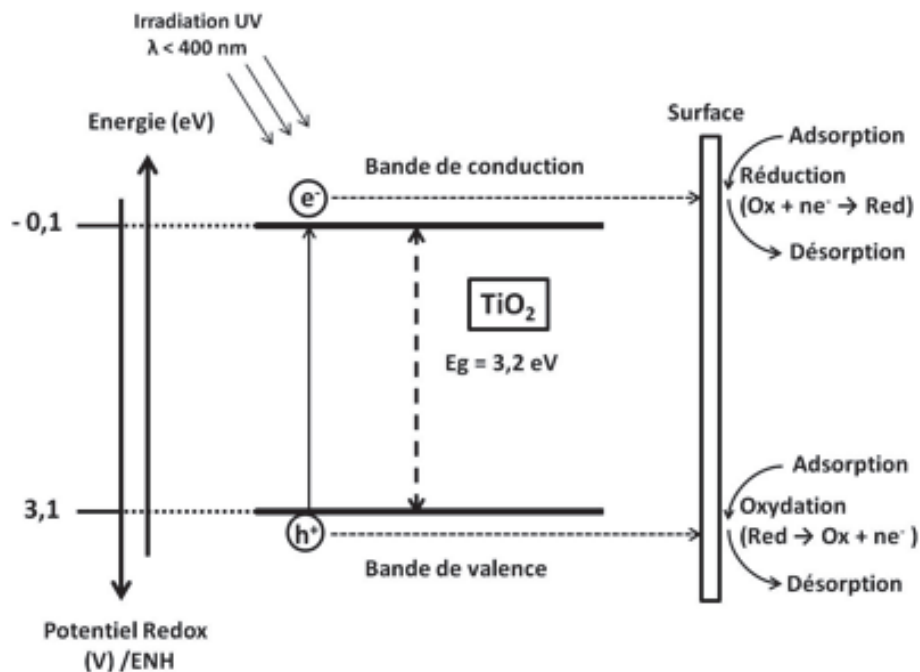 Irradiation UV
λ < 400 nm
Energie (eV)
Surface
Adsorption
Bande de conduction
e⁻
Réduction
(Ox + ne⁻ → Red)
- 0,1
Désorption
TiO₂
Eg = 3,2 eV
Adsorption
3,1
Oxydation
h⁺
(Red → Ox + ne⁻ )
Bande de valence
Désorption
Potentiel Redox
(V) /ENH